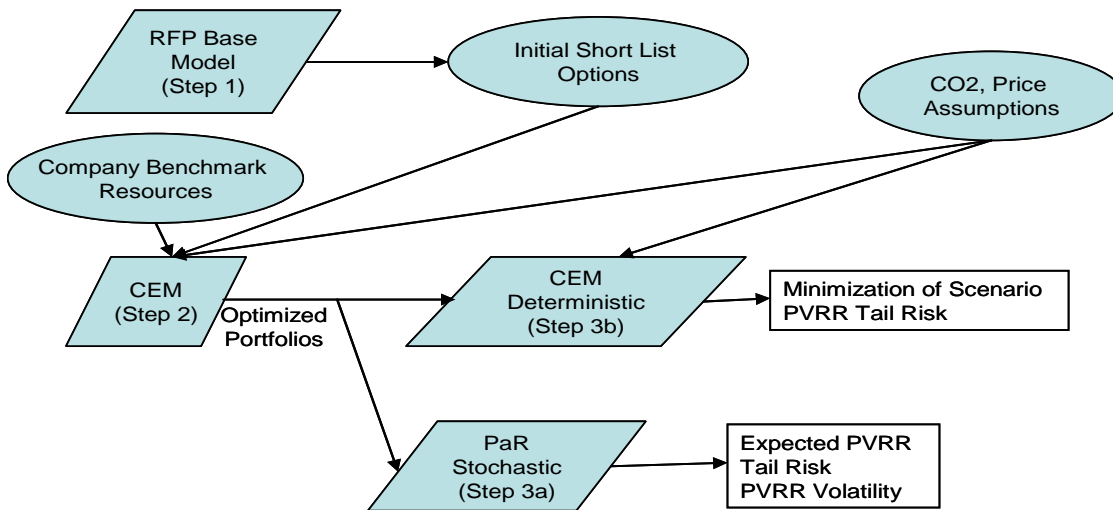 RFP Base
Model
(Step 1)
Initial Short List
Options
CO2, Price
Assumptions
Company Benchmark
Resources
CEM
(Step 2)
Optimized
Portfolios
CEM
Deterministic
(Step 3b)
Minimization of Scenario
PVRR Tail Risk
PaR
Stochastic
(Step 3a)
Expected PVRR
Tail Risk
PVRR Volatility